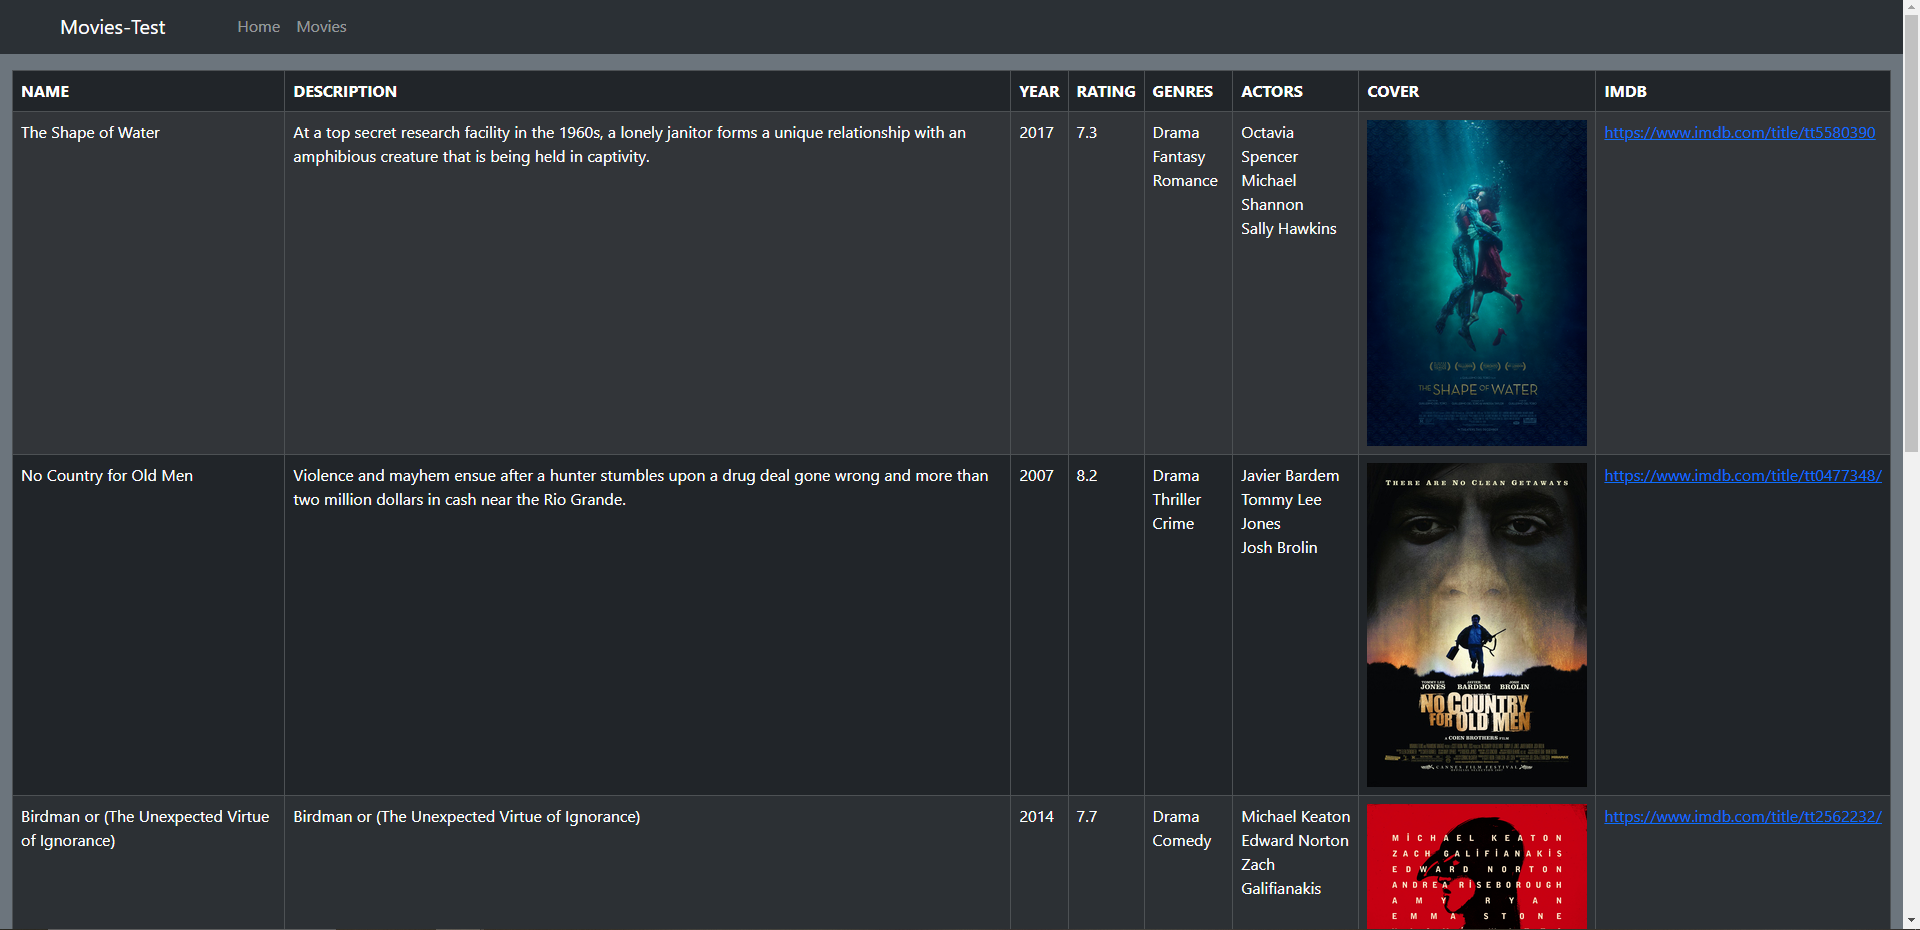 Movies-Test Home Movies
NAME DESCRIPTION YEAR RATING GENRES ACTORS COVER IMDB
The Shape of Water
At a top secret research facility in the 1960s, a lonely janitor forms a unique relationship with an
amphibious creature that is being held in captivity.
2017
7.3
Drama
Fantasy
Romance
Octavia
Spencer
Michael
Shannon
Sally Hawkins
THE SHAPE OF WATER
https://www.imdb.com/title/tt5580390
No Country for Old Men
Violence and mayhem ensue after a hunter stumbles upon a drug deal gone wrong and more than
two million dollars in cash near the Rio Grande.
2007
8.2
Drama
Thriller
Crime
Javier Bardem
Tommy Lee
Jones
Josh Brolin
THERE ARE NO CLEAN GETAWAYS
TOMMY LEE JAVIER JOSH
JONES BARDEM BROLIN
NO COUNTRY
FOR OLD MEN
A COEN BROTHERS FILM
CANNES FILM FESTIVAL
https://www.imdb.com/title/tt0477348/
Birdman or (The Unexpected Virtue
of Ignorance)
Birdman or (The Unexpected Virtue of Ignorance)
2014
7.7
Drama
Comedy
Michael Keaton
Edward Norton
Zach
Galifianakis
MiCHAEL KEATON
ZACH GALiFiANAKiS
EDWARD NORTON
ANDREA RiSEBOROUGH
AMY RYAN
EMMA STONE
https://www.imdb.com/title/tt2562232/